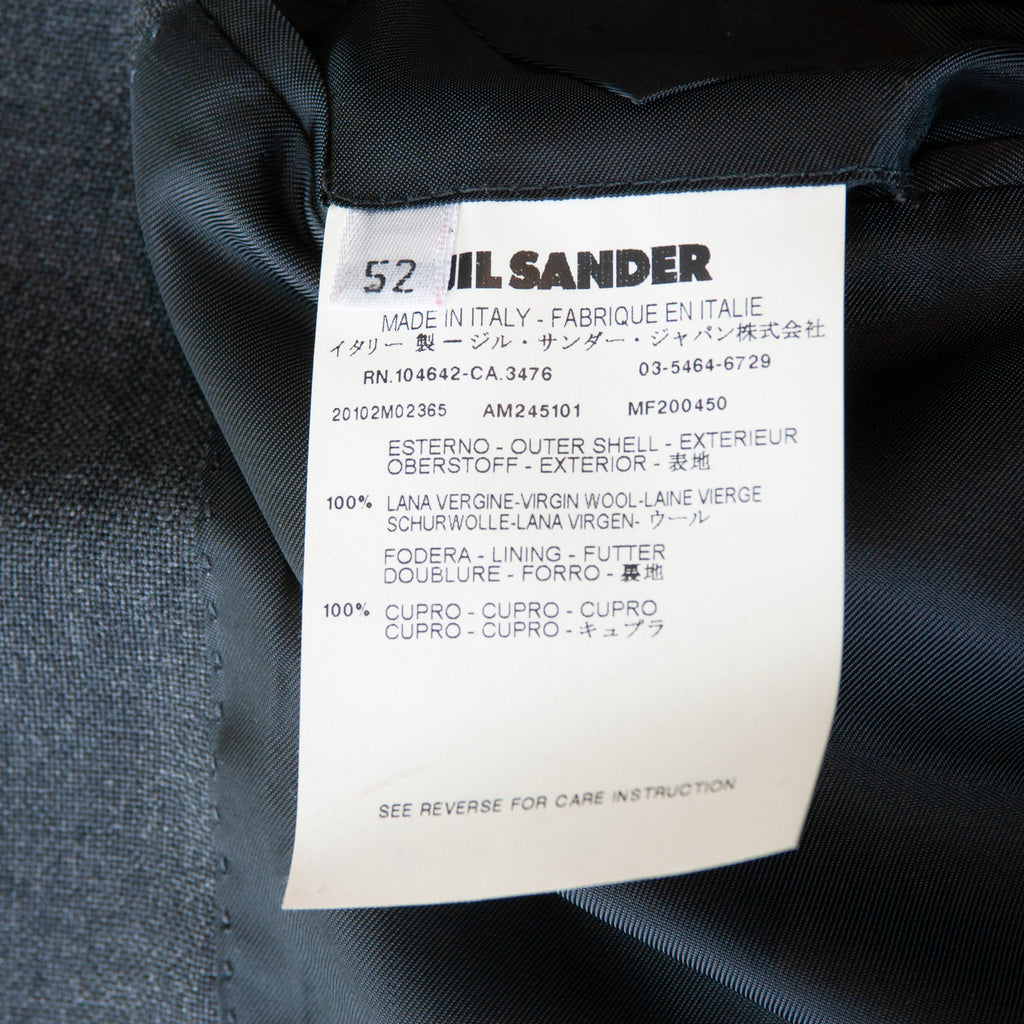 52
JIL SANDER
MADE IN ITALY - FABRIQUE EN ITALIE
イタリー 製 ー ジル・サンダー・ジャパン株式会社
RN.104642-CA.3476 03-5464-6729
20102M02365 AM245101 MF200450
ESTERNO - OUTER SHELL - EXTERIEUR
OBERSTOFF - EXTERIOR - 表地
100% LANA VERGINE-VIRGIN WOOL-LAINE VIERGE
SCHURWOLLE-LANA VIRGEN- ウール
FODERA - LINING - FUTTER
DOUBLURE - FORRO - 裏地
100% CUPRO - CUPRO - CUPRO
CUPRO - CUPRO - キュプラ
SEE REVERSE FOR CARE INSTRUCTION